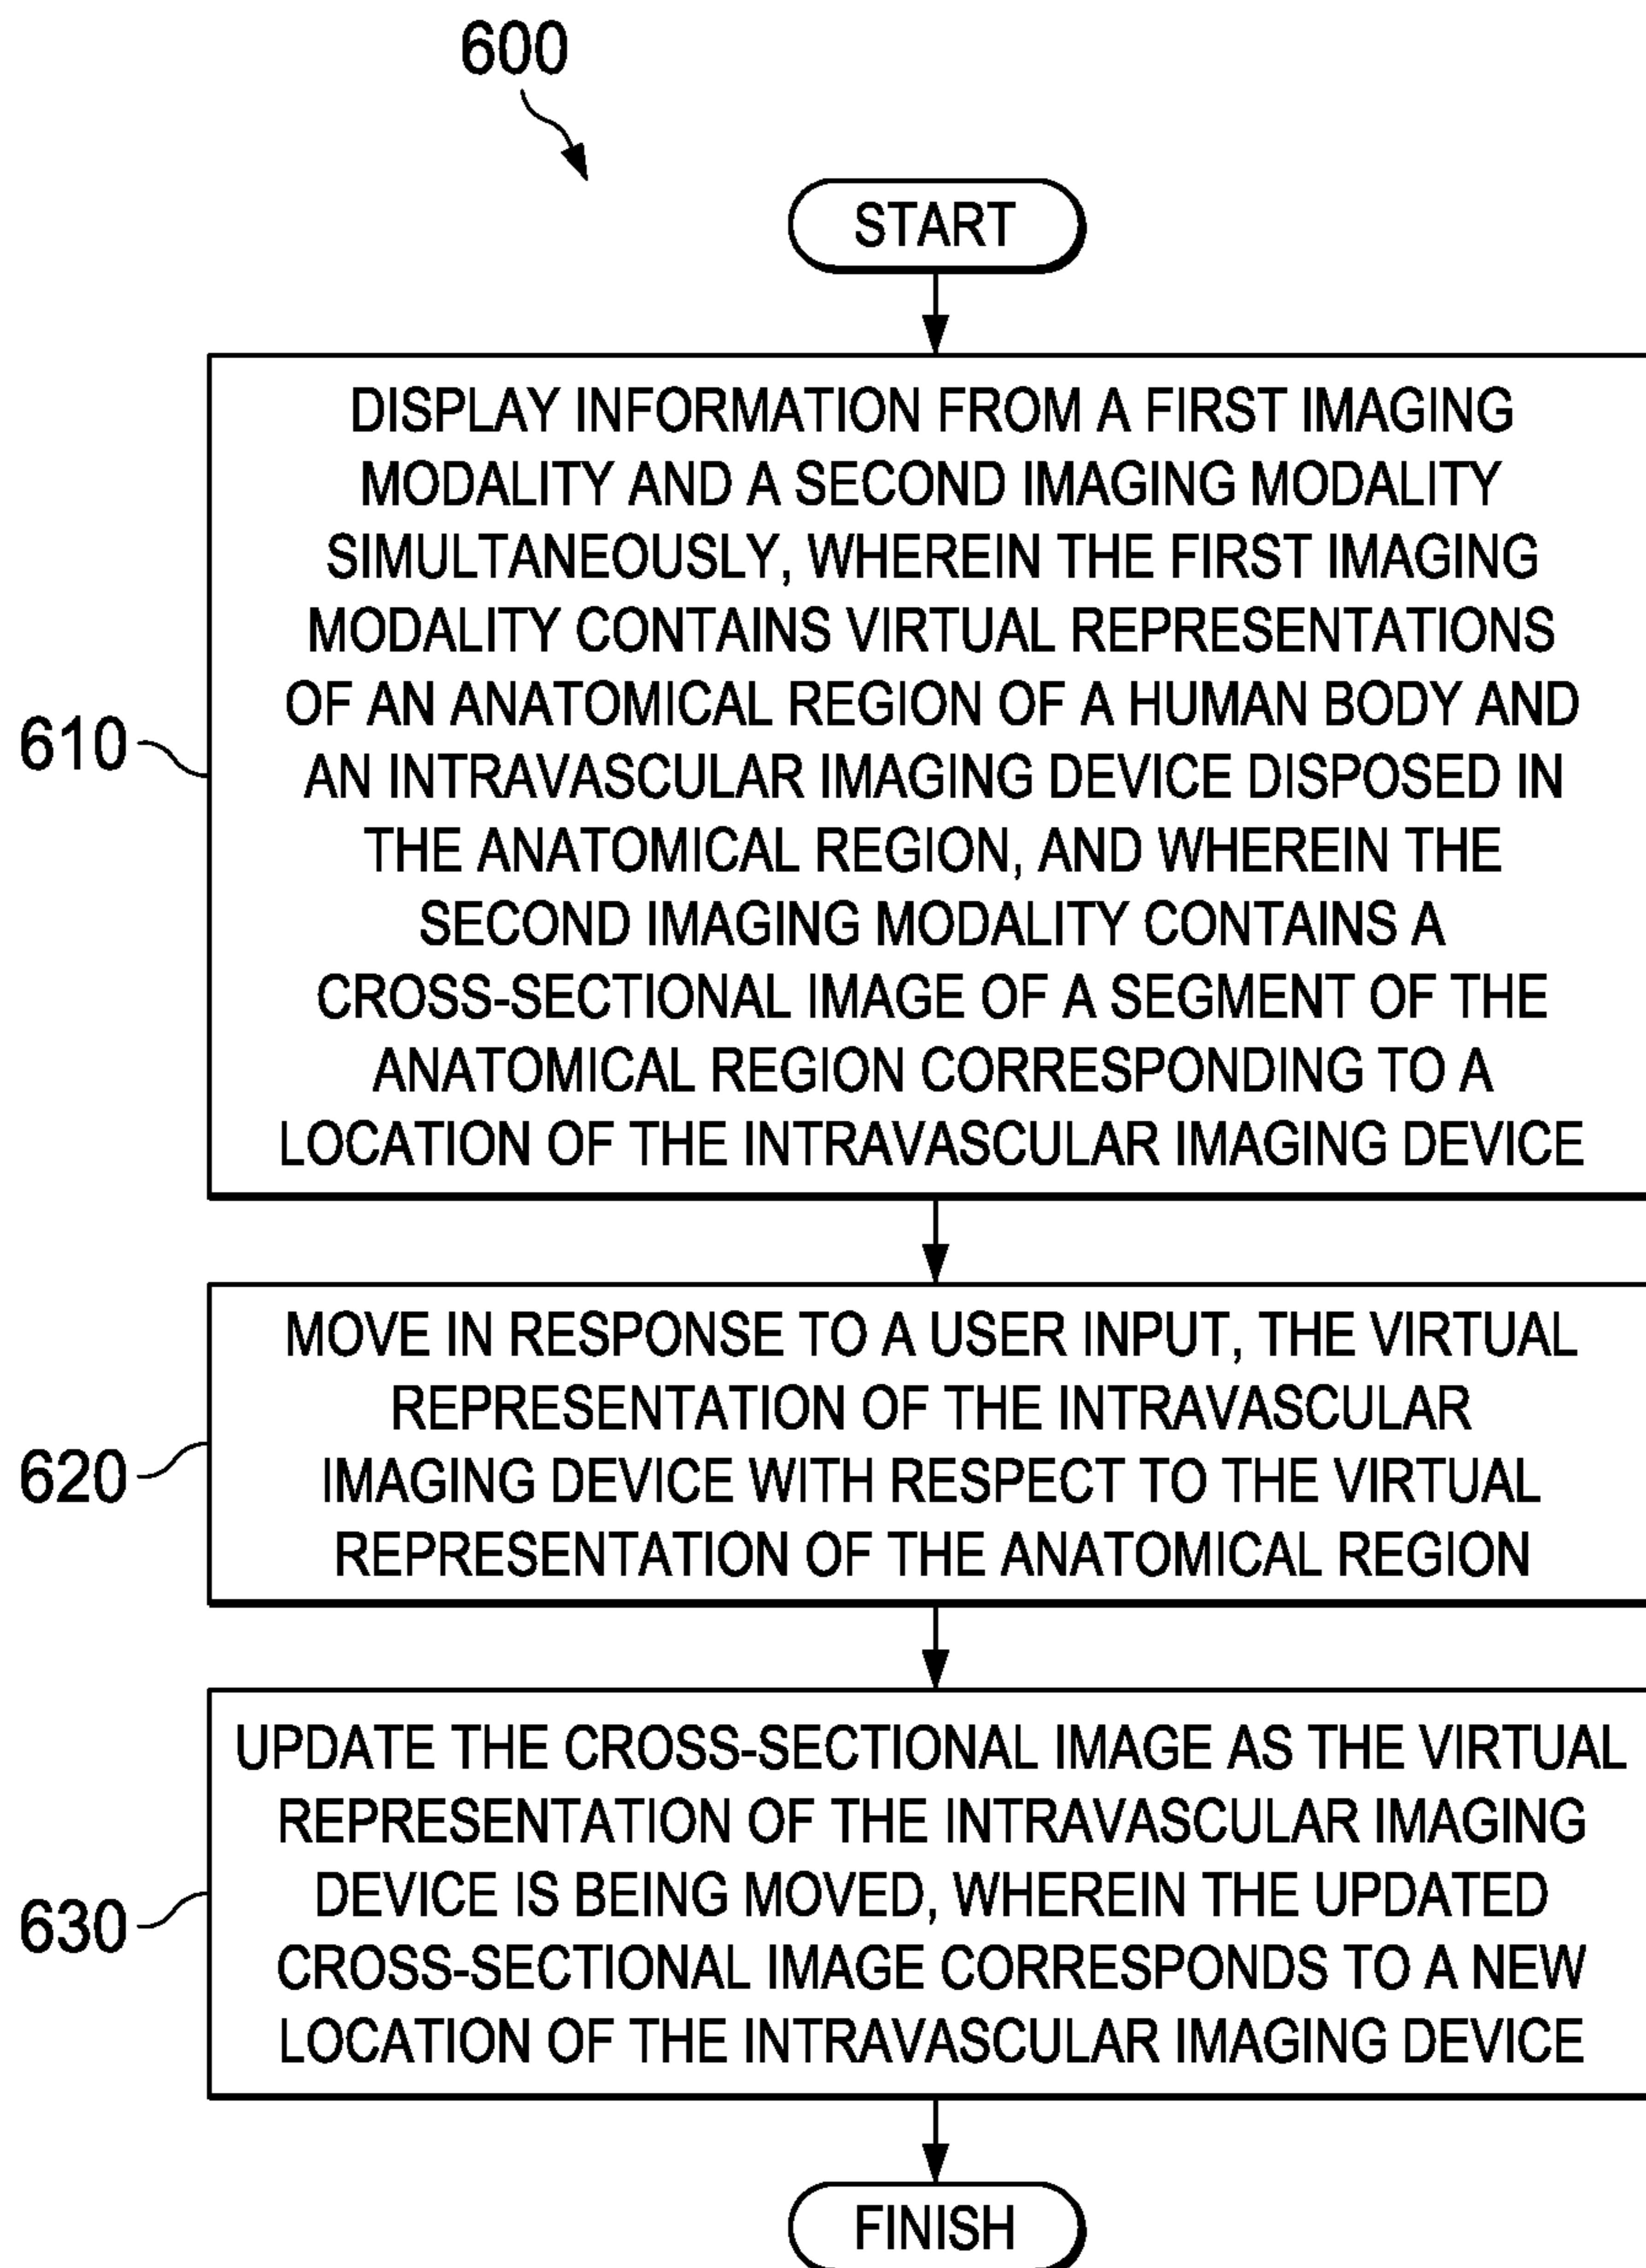 600
START
DISPLAY INFORMATION FROM A FIRST IMAGING
MODALITY AND A SECOND IMAGING MODALITY
SIMULTANEOUSLY, WHEREIN THE FIRST IMAGING
MODALITY CONTAINS VIRTUAL REPRESENTATIONS
OF AN ANATOMICAL REGION OF A HUMAN BODY AND
AN INTRAVASCULAR IMAGING DEVICE DISPOSED IN
THE ANATOMICAL REGION, AND WHEREIN THE
SECOND IMAGING MODALITY CONTAINS A
CROSS-SECTIONAL IMAGE OF A SEGMENT OF THE
ANATOMICAL REGION CORRESPONDING TO A
LOCATION OF THE INTRAVASCULAR IMAGING DEVICE
610
MOVE IN RESPONSE TO A USER INPUT, THE VIRTUAL
REPRESENTATION OF THE INTRAVASCULAR
IMAGING DEVICE WITH RESPECT TO THE VIRTUAL
REPRESENTATION OF THE ANATOMICAL REGION
620
UPDATE THE CROSS-SECTIONAL IMAGE AS THE VIRTUAL
REPRESENTATION OF THE INTRAVASCULAR IMAGING
DEVICE IS BEING MOVED, WHEREIN THE UPDATED
CROSS-SECTIONAL IMAGE CORRESPONDS TO A NEW
LOCATION OF THE INTRAVASCULAR IMAGING DEVICE
630
FINISH